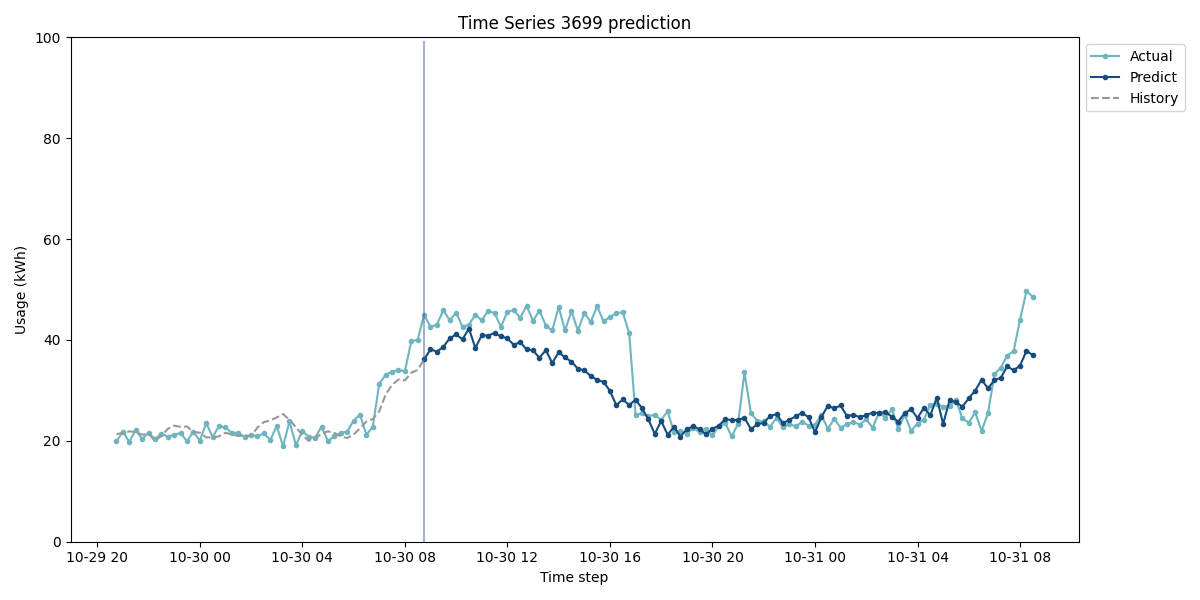 Time Series 3699 prediction
100
80
60
40
20
0
Usage (kWh)
10-29 20
10-30 00
10-30 04
10-30 08
10-30 12
10-30 16
10-30 20
10-31 00
10-31 04
10-31 08
Time step
Actual
Predict
History